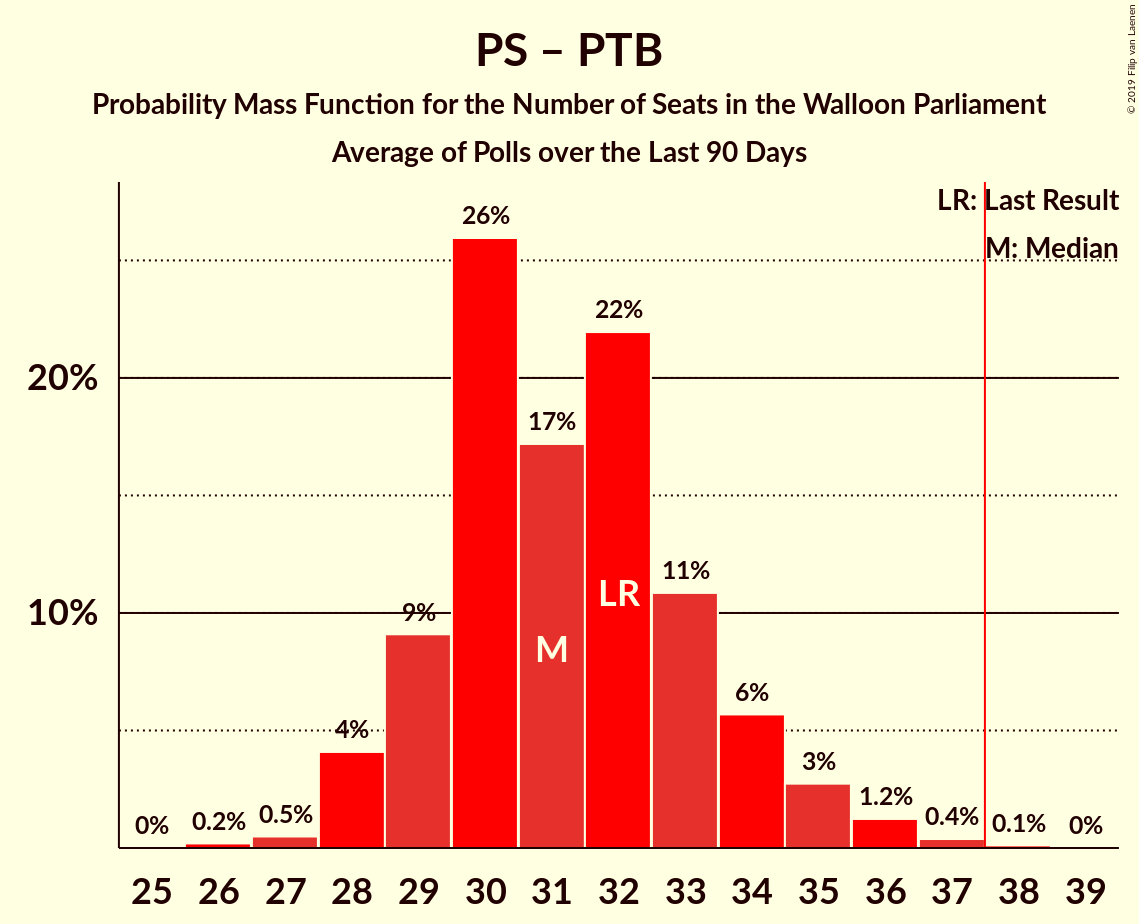 PS – PTB
Probability Mass Function for the Number of Seats in the Walloon Parliament
Average of Polls over the Last 90 Days
© 2019 Filip van Laenen
LR: Last Result
M: Median
26%
22%
20%
17%
11%
LR
10%
9%
M
6%
4%
3%
1.2%
0% 0.2% 0.5% 0.4% 0.1% 0%
25 26 27 28 29 30 31 32 33 34 35 36 37 38 39